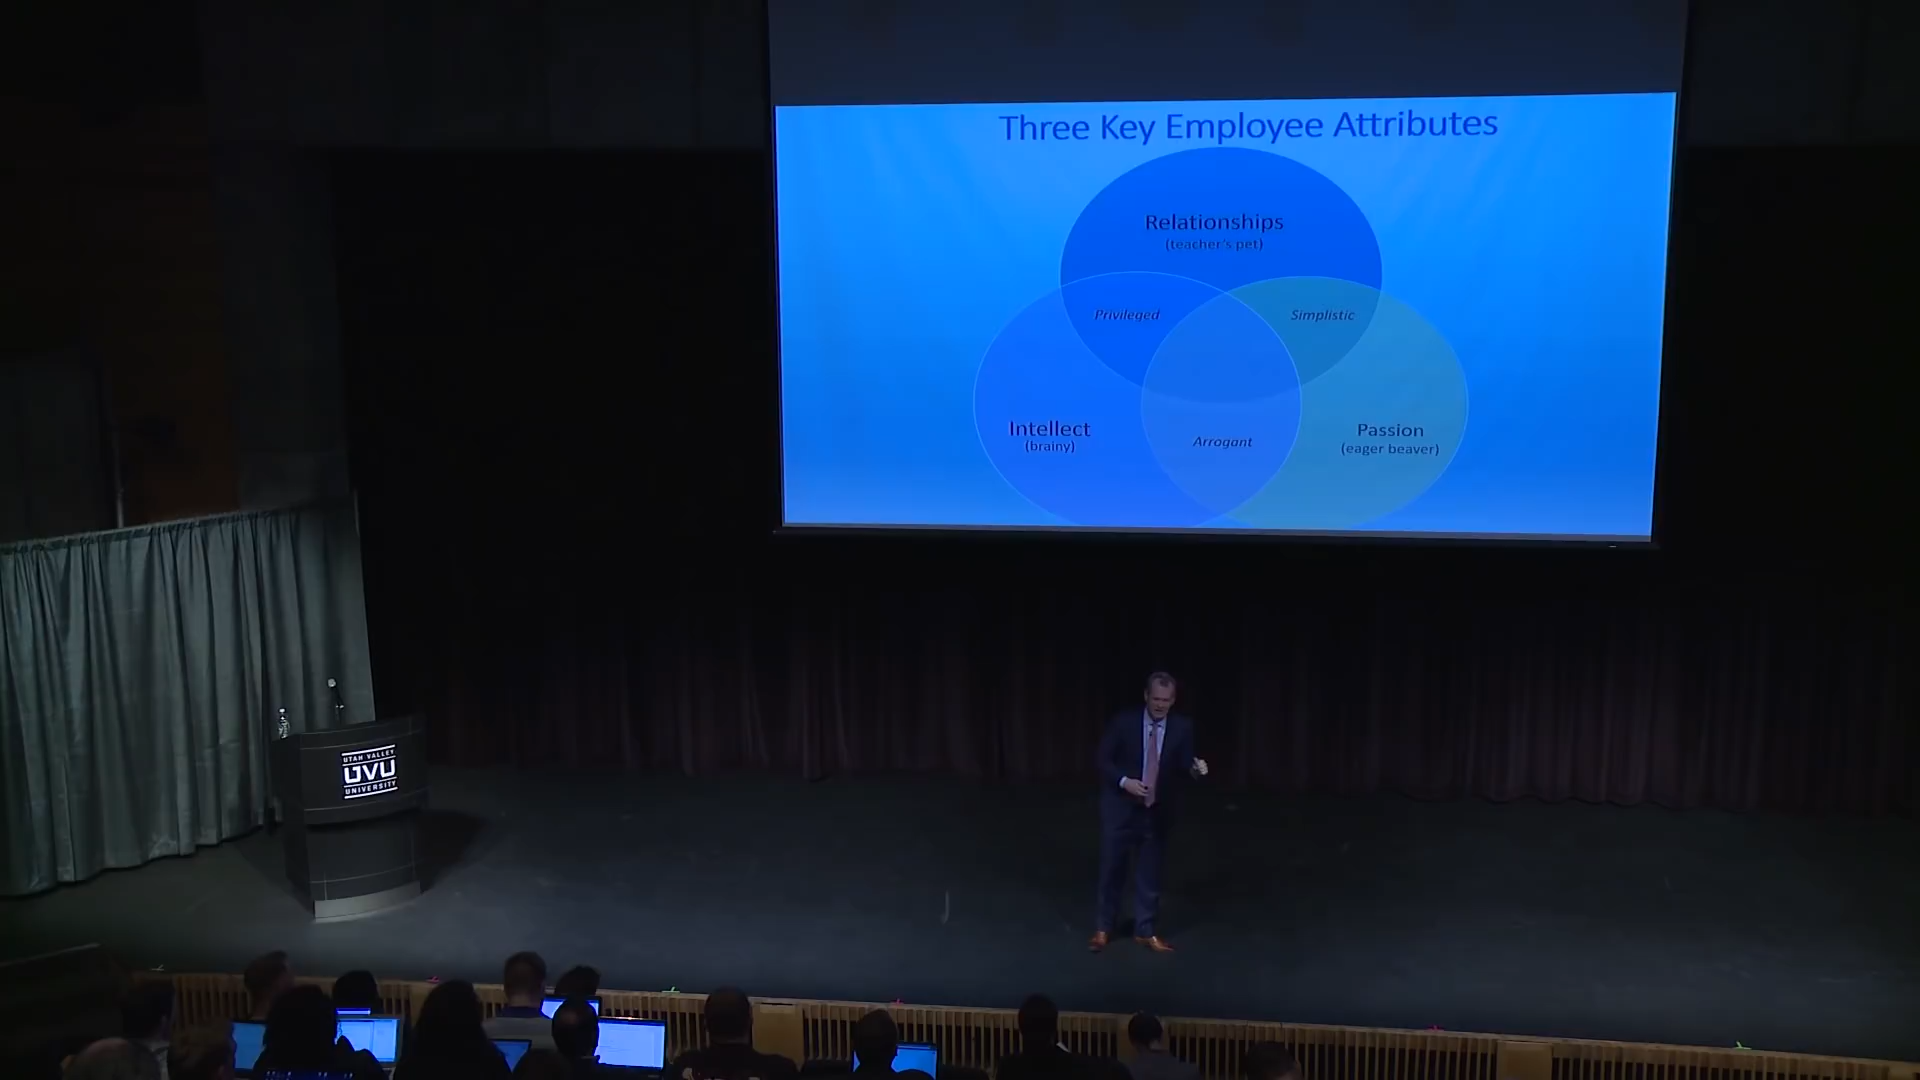 Three Key Employee Attributes
Relationships
(teacher's pet)
Privileged
Simplistic
Intellect
(brainy)
Arrogant
Passion
(eager beaver)
UTAH VALLEY
UVU
UNIVERSITY